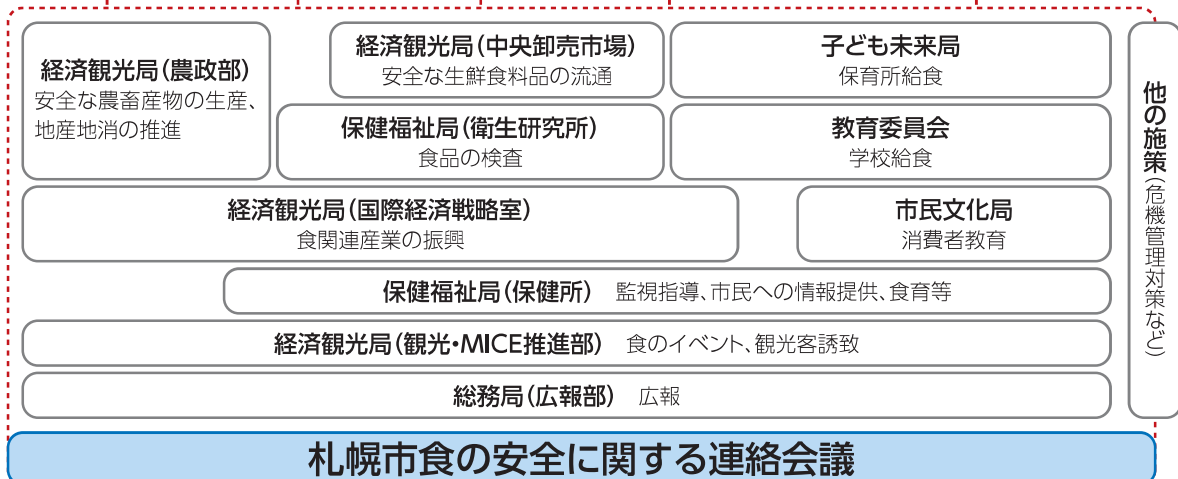 経済観光局(農政部)
安全な農畜産物の生産、
地産地消の推進
経済観光局(中央卸売市場)
安全な生鮮食料品の流通
子ども未来局
保育所給食
保健福祉局(衛生研究所)
食品の検査
教育委員会
学校給食
経済観光局(国際経済戦略室)
食関連産業の振興
市民文化局
消費者教育
保健福祉局(保健所) 監視指導、市民への情報提供、食育等
経済観光局(観光・MICE推進部) 食のイベント、観光客誘致
総務局(広報部) 広報
他の施策(危機管理対策など)
札幌市食の安全に関する連絡会議